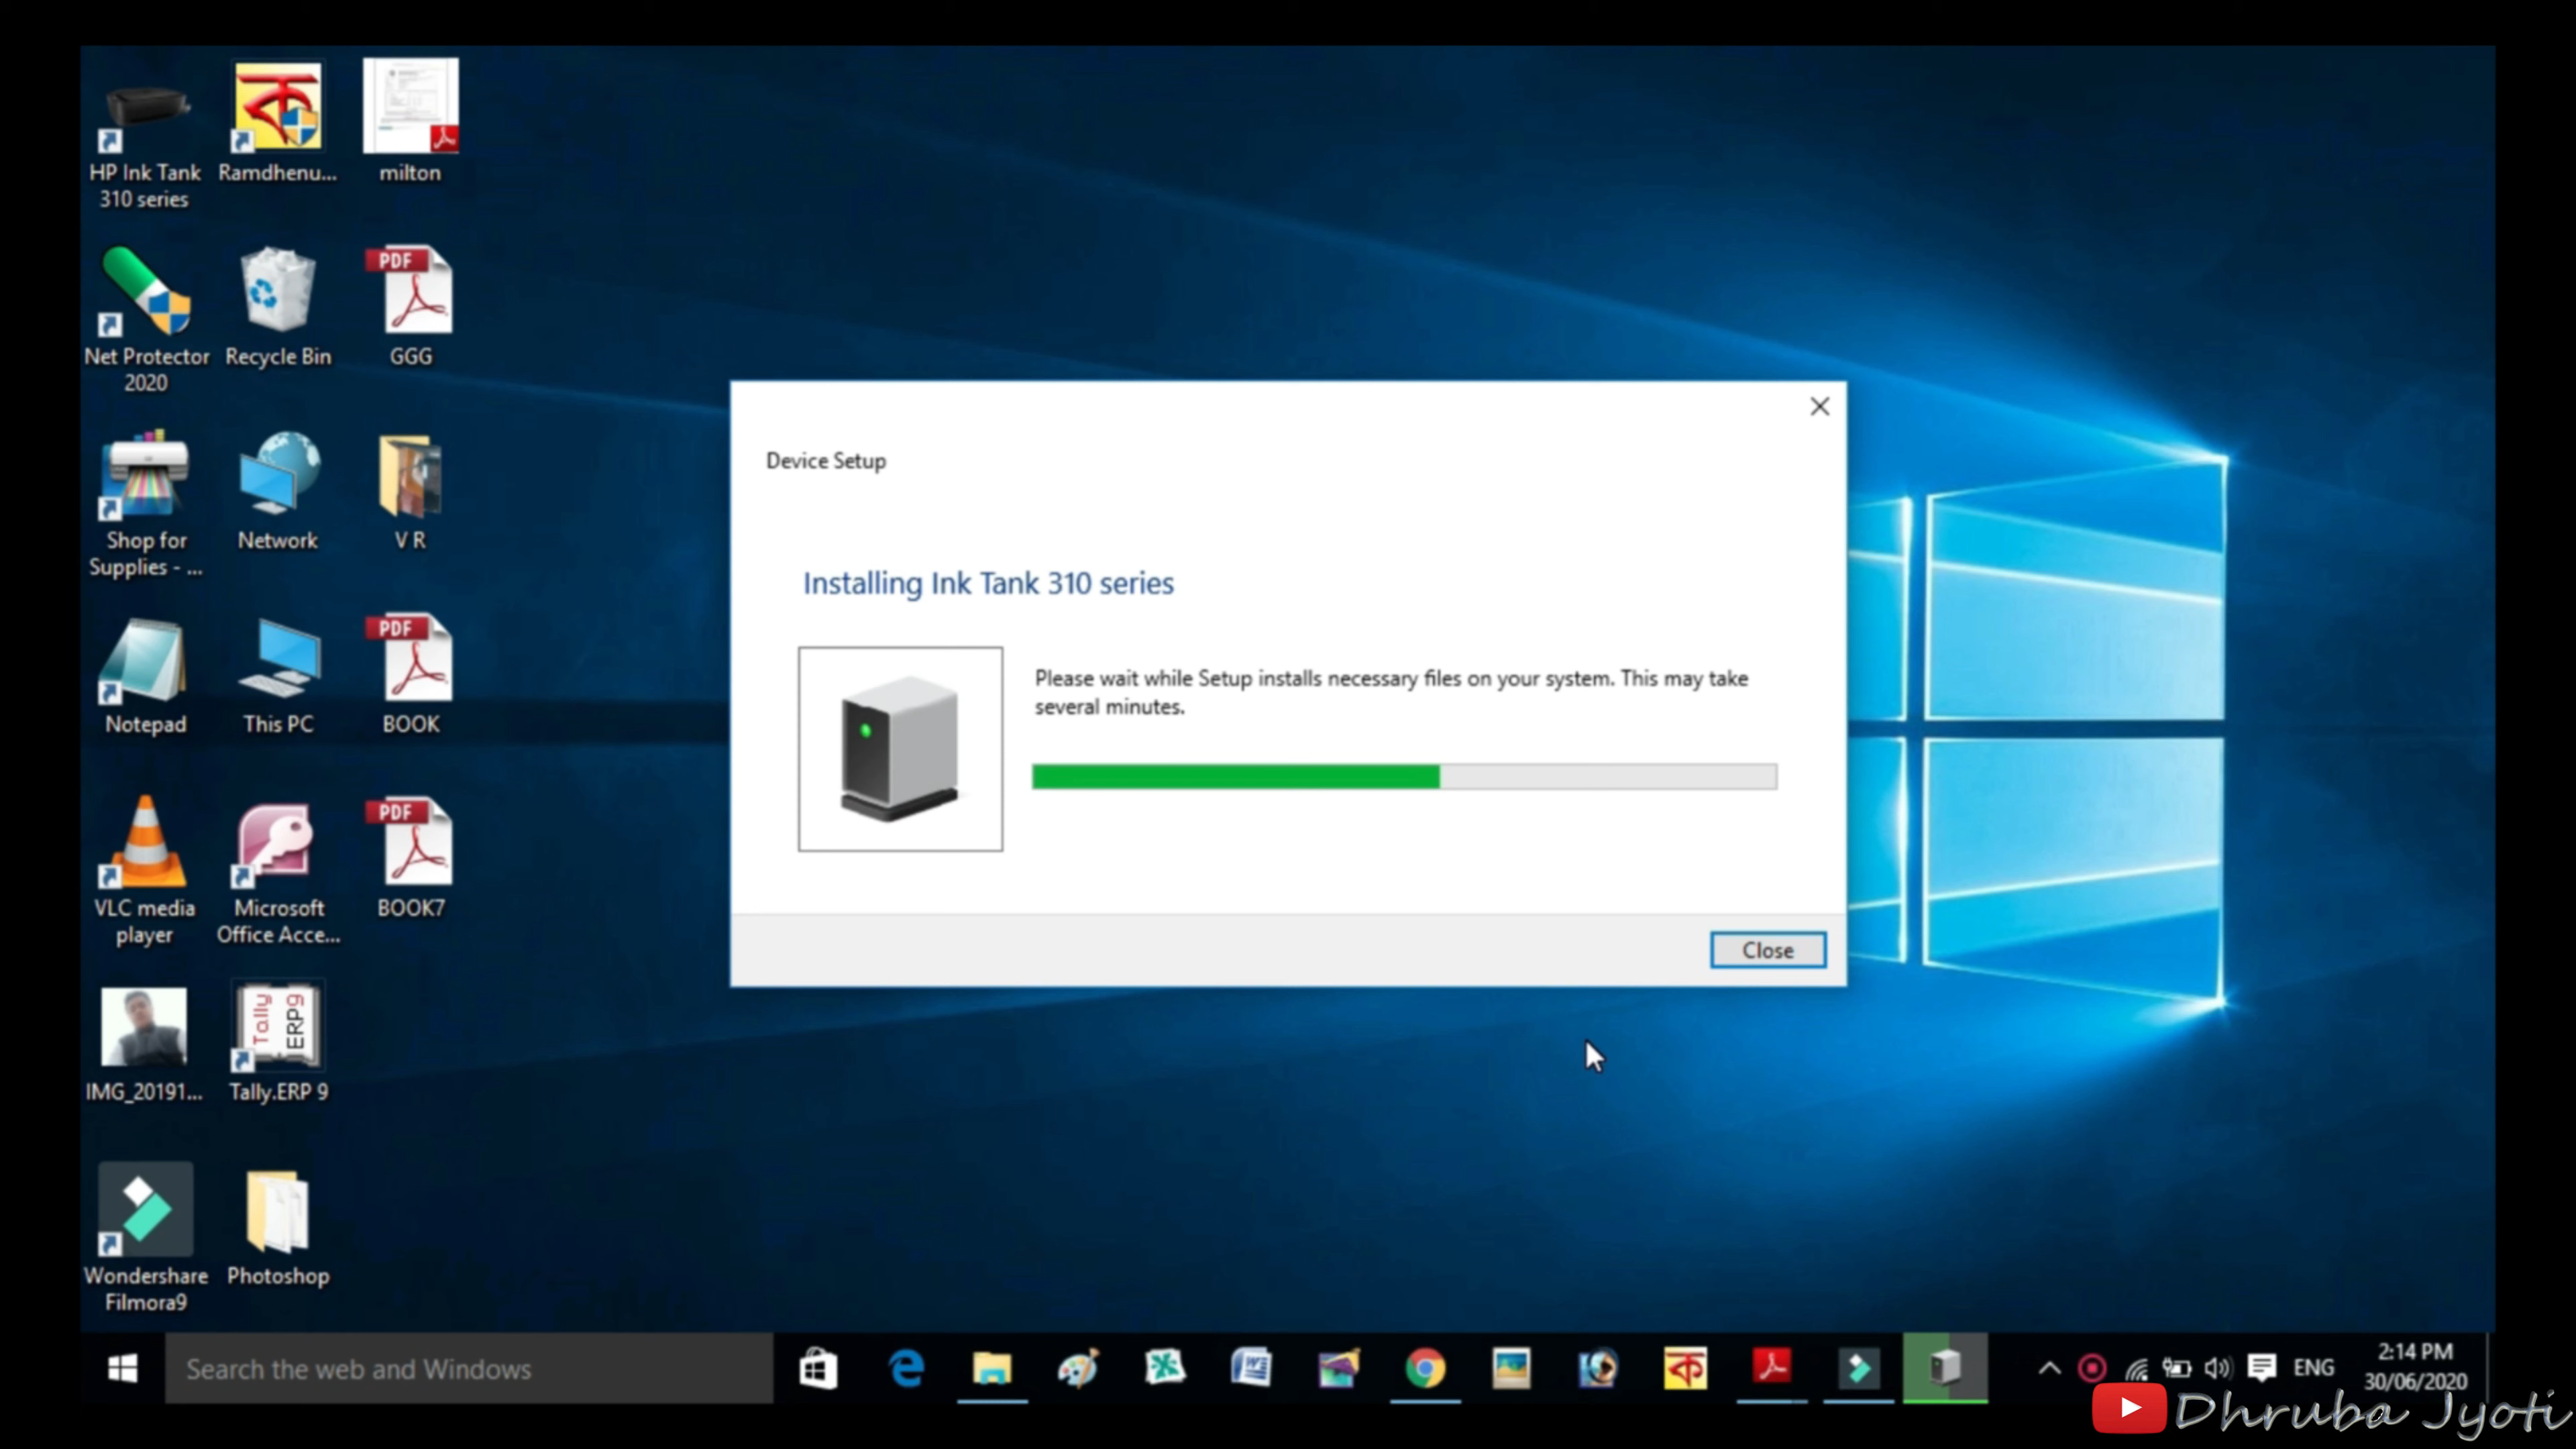 HP Ink Tank
310 series
Ramdhenu...
milton
Net Protector
2020
Recycle Bin
PDF
GGG
Shop for
Supplies - ...
Network
V R
Notepad
This PC
PDF
BOOK
VLC media
player
Microsoft
Office Acce...
PDF
BOOK7
IMG_20191...
Tally
ERP9
Tally.ERP 9
Wondershare
Filmora9
Photoshop
Device Setup
Installing Ink Tank 310 series
Please wait while Setup installs necessary files on your system. This may take
several minutes.
Close
Search the web and Windows
ENG
2:14 PM
30/06/2020
Dhruba Jyoti